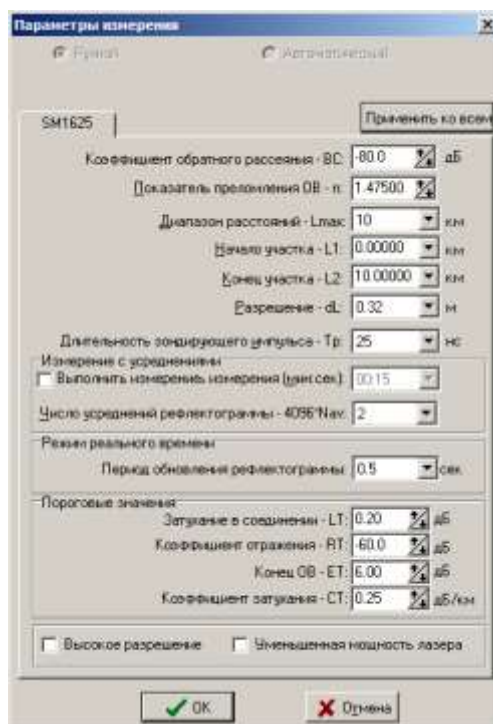 Параметры измерения
Ручной Автоматический
Применить ко всем
SM1625
Коэффициент обратного рассеяния - BC: -80.0 дБ
Показатель преломления ОВ - n: 1.47500
Диапазон расстояний - Lmax: 10 км
Начало участка - L1: 0.00000 км
Конец участка - L2: 10.00000 км
Разрешение - dL: 0.32 м
Длительность зондирующего импульса - Tp: 25 нс
Измерение с усреднениями
Выполнить измерению измерения (мин:сек): 00:15
Число усреднений рефлектограммы - 4096*Nav: 2
Режим реального времени
Период обновления рефлектограммы: 0.5 сек
Пороговые значения
Затухание в соединении - LT: 0.20 дБ
Коэффициент отражения - RT: -60.0 дБ
Конец ОВ - ET: 6.00 дБ
Коэффициент затухания - CT: 0.25 дБ/км
Высокое разрешение Уменьшенная мощность лазера
OK Отмена